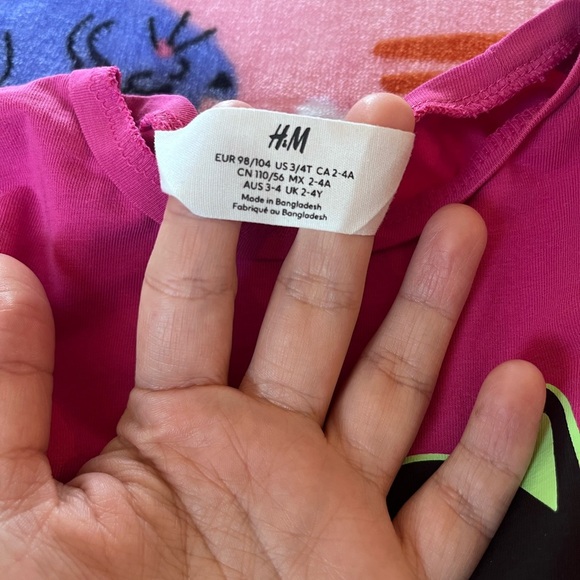 H&M
EUR 98/104 US 3/4T CA 2-4A
CN 110/56 MX 2-4A
AUS 3-4 UK 2-4Y
Made in Bangladesh
Fabriqué au Bangladesh